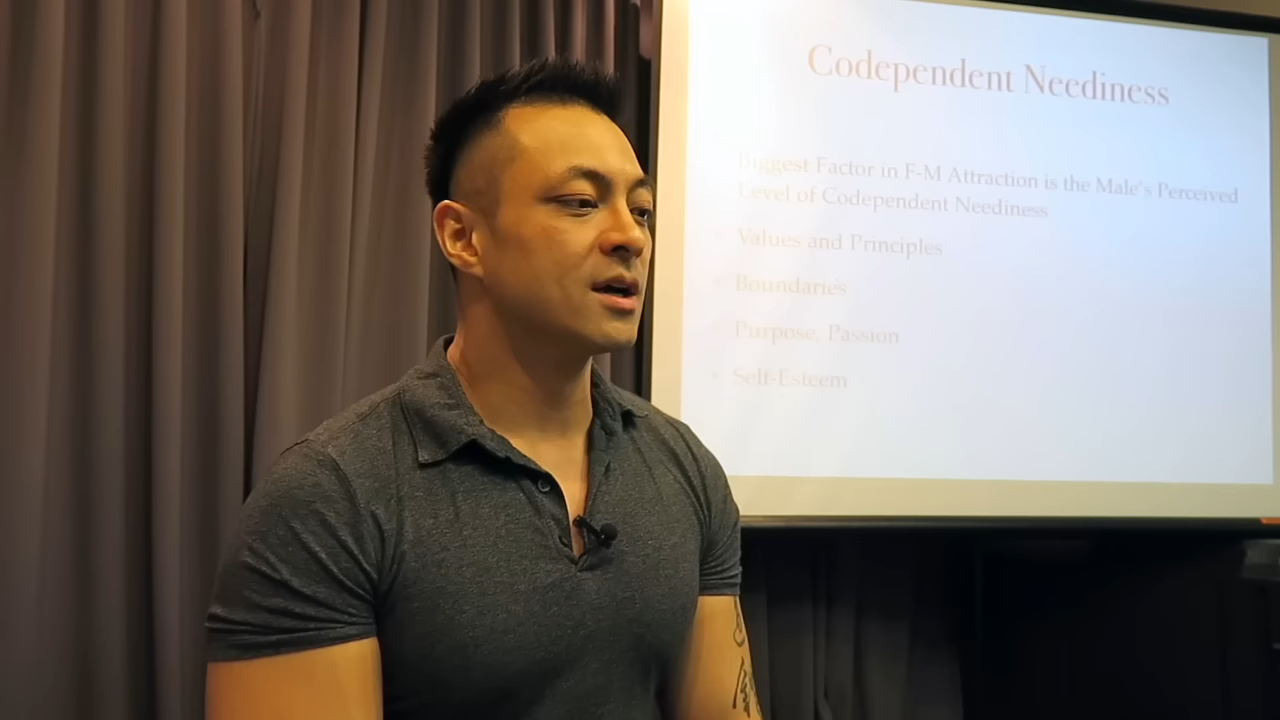 Codependent Neediness
Biggest Factor in F-M Attraction is the Male's Perceived
Level of Codependent Neediness
Values and Principles
Boundaries
Purpose, Passion
Self-Esteem